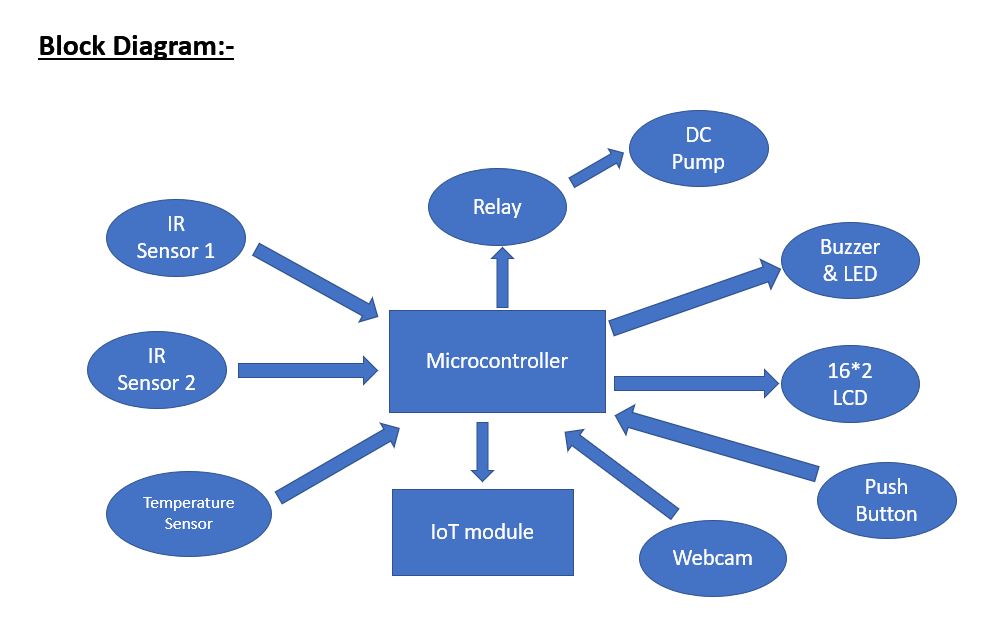 Block Diagram:-
DC
Pump
Relay
IR
Sensor 1
Buzzer
& LED
IR
Sensor 2
Microcontroller
16*2
LCD
Temperature
Sensor
IoT module
Push
Button
Webcam